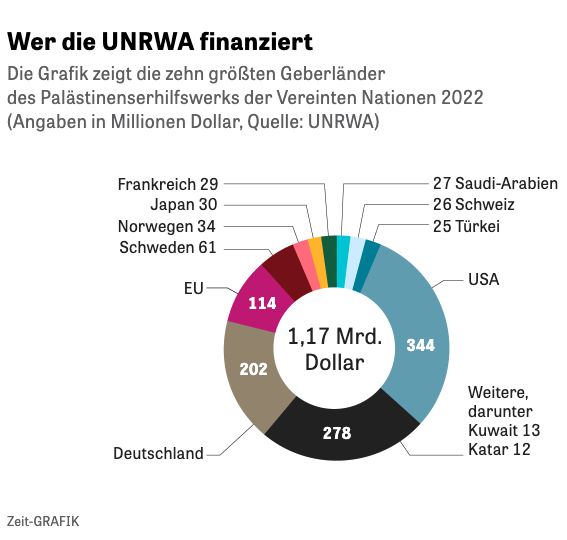 Wer die UNRWA finanziert
Die Grafik zeigt die zehn größten Geberländer
des Palästinenserhilfswerks der Vereinten Nationen 2022
(Angaben in Millionen Dollar, Quelle: UNRWA)
Frankreich 29
Japan 30
Norwegen 34
Schweden 61
EU
114
202
Deutschland
27 Saudi-Arabien
26 Schweiz
25 Türkei
USA
344
1,17 Mrd.
Dollar
278
Weitere,
darunter
Kuwait 13
Katar 12
Zeit-GRAFIK